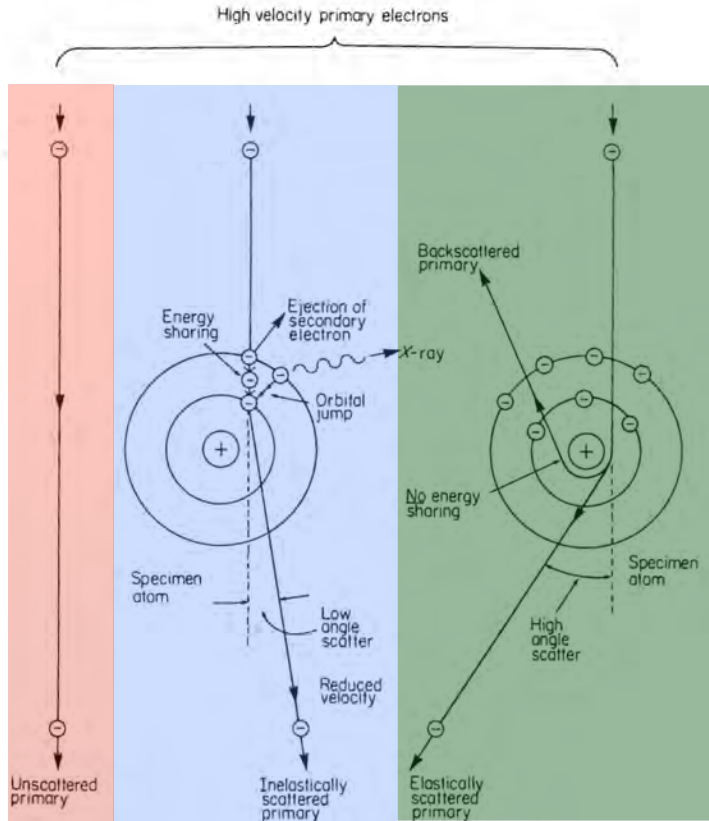 High velocity primary electrons
−
−
−
Backscattered
primary
Energy
sharing
Ejection of
secondary
electron
X-ray
Orbital
jump
−
−
−
−
+
−
−
−
−
−
−
−
+
No energy
sharing
Specimen
atom
Low
angle
scatter
Reduced
velocity
Specimen
atom
High
angle
scatter
−
−
−
Unscattered
primary
Inelastically
scattered
primary
Elastically
scattered
primary